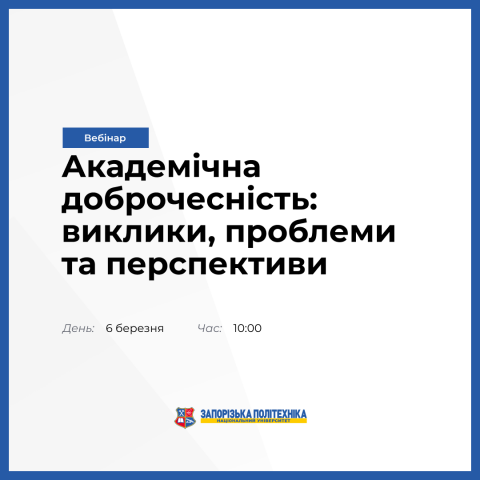 Вебінар
Академічна
доброчесність:
виклики, проблеми
та перспективи
День: 6 березня Час: 10:00
ЗАПОРІЗЬКА ПОЛІТЕХНІКА
НАЦІОНАЛЬНИЙ УНІВЕРСИТЕТ